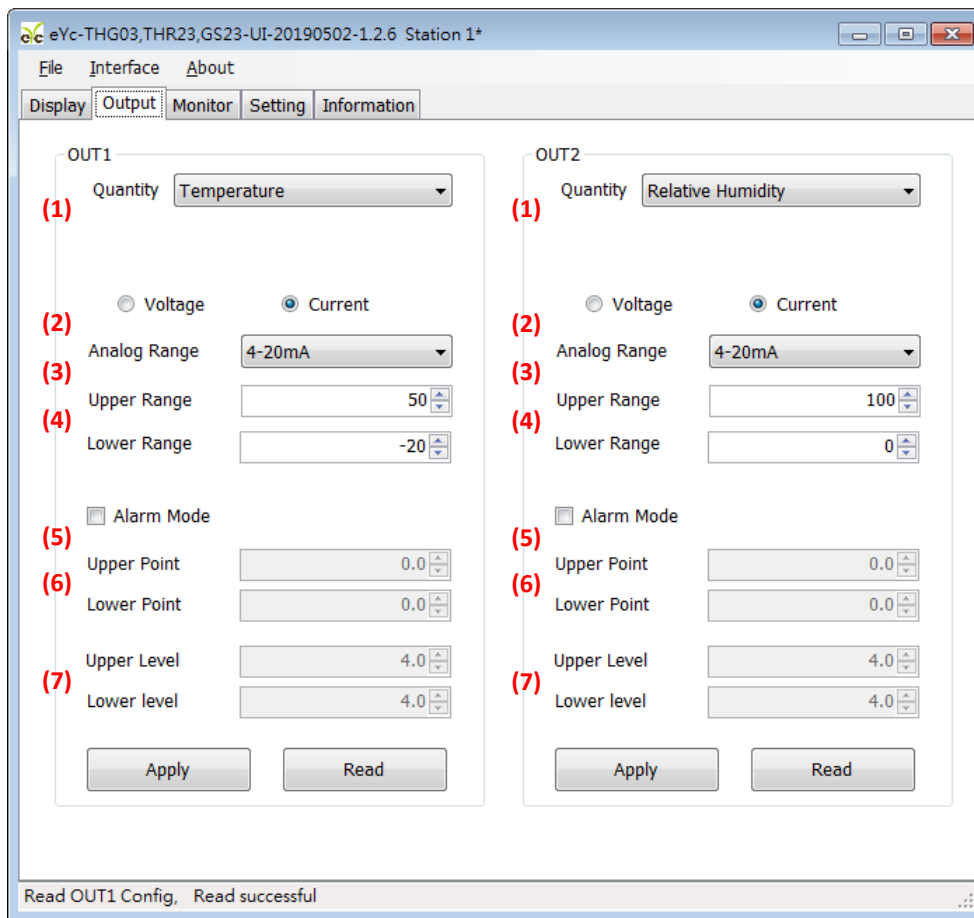 eYc-THG03,THR23,GS23-UI-20190502-1.2.6 Station 1*
File Interface About
Display Output Monitor Setting Information
OUT1
Quantity Temperature
(1)
Voltage Current
(2)
Analog Range 4-20mA
(3)
Upper Range 50
(4)
Lower Range -20
Alarm Mode
(5)
Upper Point 0.0
(6)
Lower Point 0.0
Upper Level 4.0
(7)
Lower level 4.0
Apply Read
OUT2
Quantity Relative Humidity
(1)
Voltage Current
(2)
Analog Range 4-20mA
(3)
Upper Range 100
(4)
Lower Range 0
Alarm Mode
(5)
Upper Point 0.0
(6)
Lower Point 0.0
Upper Level 4.0
(7)
Lower level 4.0
Apply Read
Read OUT1 Config, Read successful